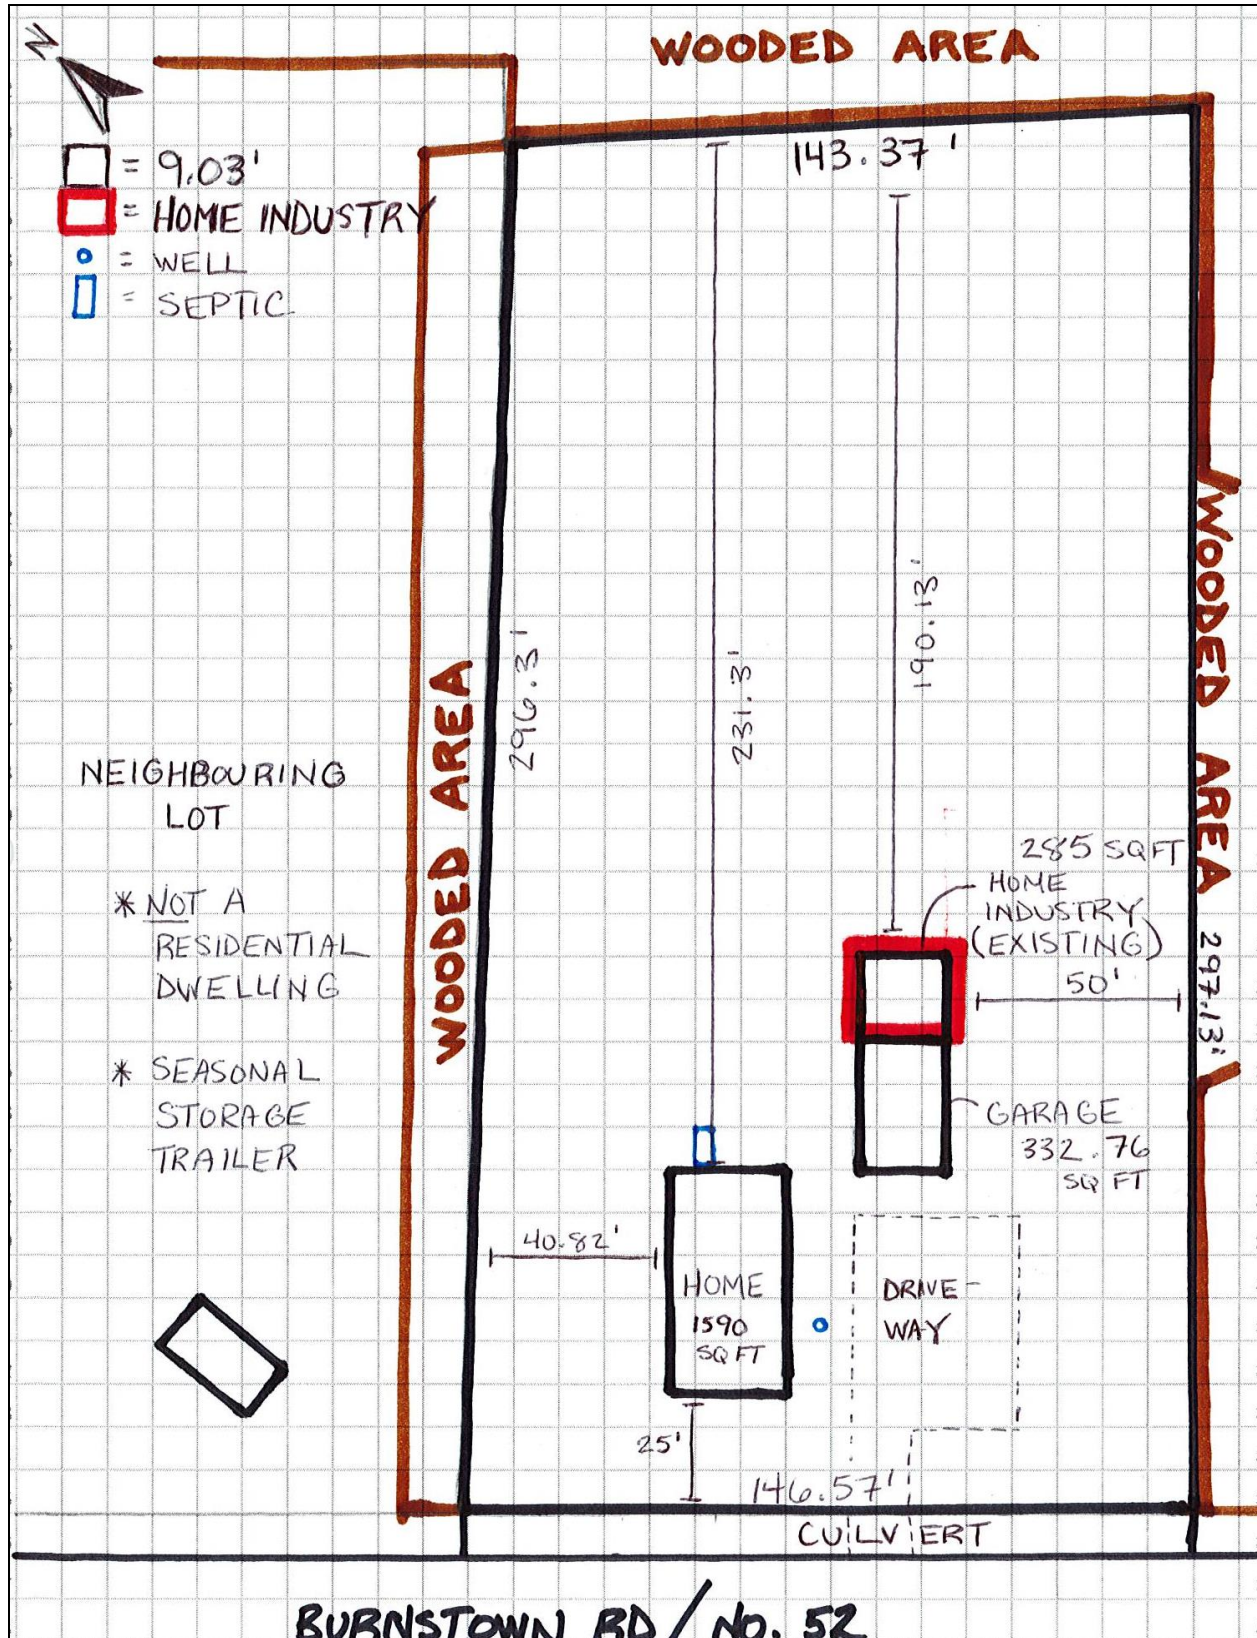 WOODED AREA
N
= 9.03'
= HOME INDUSTRY
= WELL
= SEPTIC
143.37'
190.13'
231.3'
296.3'
WOODED AREA
WOODED AREA
297.13'
NEIGHBOURING
LOT
* NOT A
RESIDENTIAL
DWELLING
* SEASONAL
STORAGE
TRAILER
285 SQFT
HOME
INDUSTRY
(EXISTING)
50'
GARAGE
332.76
SQ FT
40.82'
HOME
1590
SQ FT
DRIVE-
WAY
25'
146.57'
CULVERT
BURNSTOWN RD / NO. 52